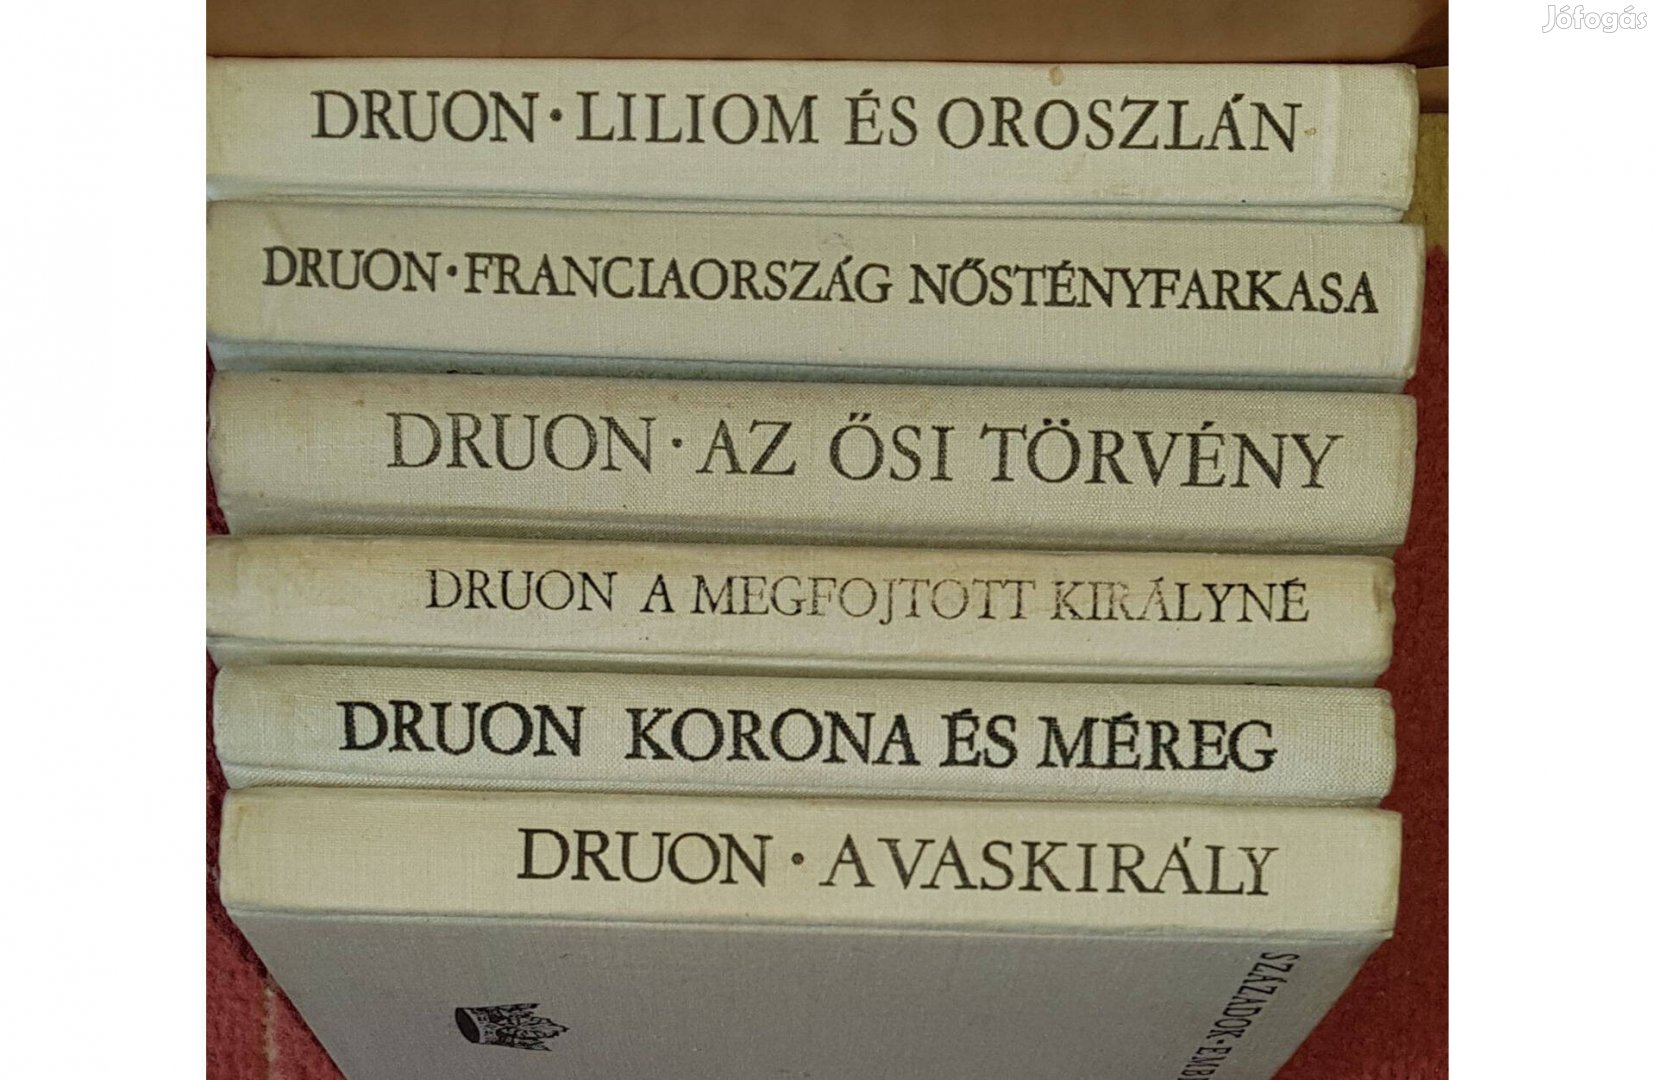 Jófogás
DRUON · LILIOM ÉS OROSZLÁN
DRUON · FRANCIAORSZÁG NŐSTÉNYFARKASA
DRUON · AZ ŐSI TÖRVÉNY
DRUON A MEGFOJTOTT KIRÁLYNÉ
DRUON KORONA ÉS MÉREG
DRUON · A VASKIRÁLY
SZÁZADOK · EMB